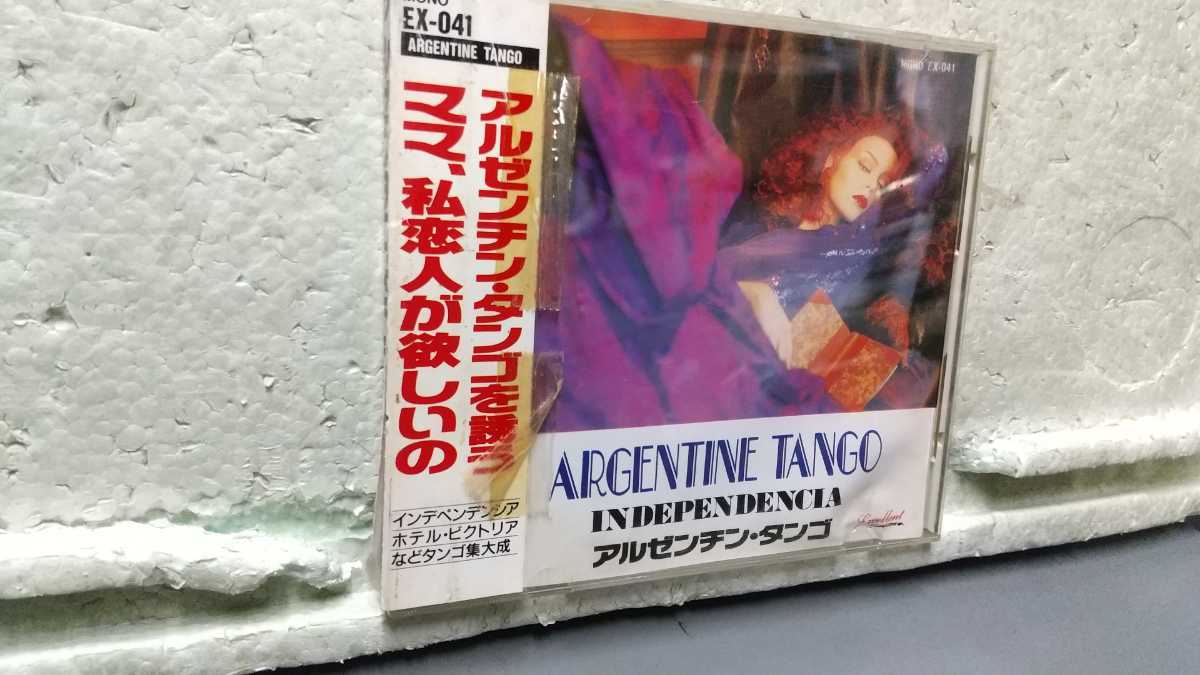 MONO
EX-041
ARGENTINE TANGO
アルゼンチン・タンゴを誘う
ママ、私恋人が欲しいの
インデペンデンシア
ホテル・ビクトリア
などタンゴ集大成
MONO EX-041
ARGENTINE TANGO
INDEPENDENCIA
アルゼンチン・タンゴ
Excellent